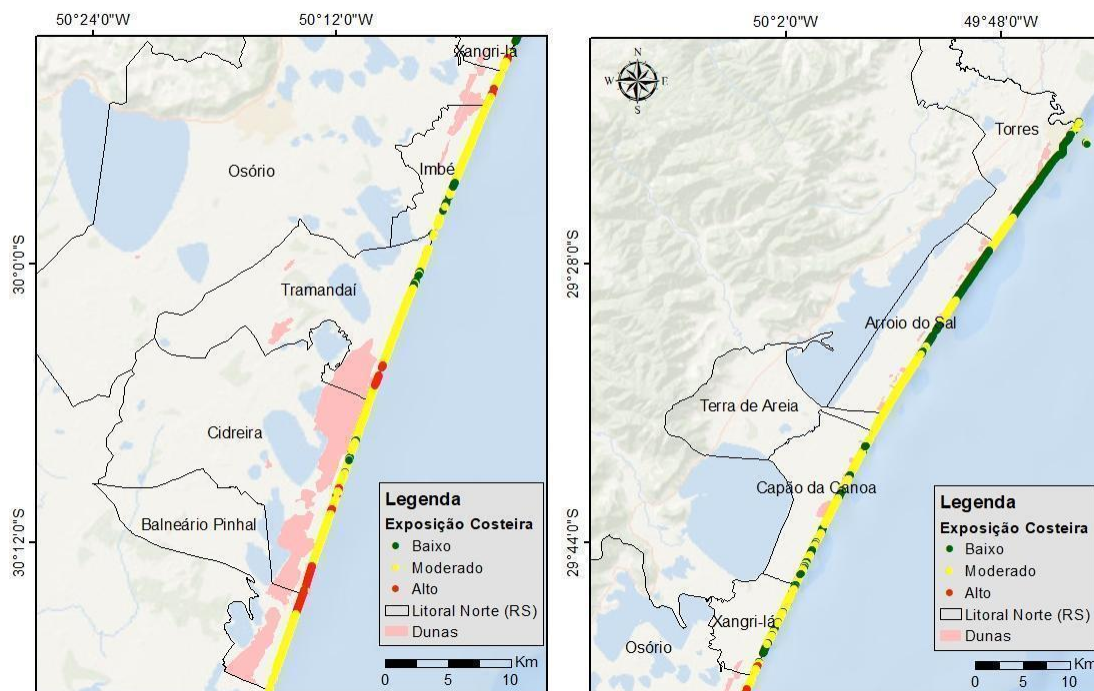 50°24'0"W
50°12'0"W
Xangri-lá
Osório
Imbé
30°0'0"S
Tramandaí
Cidreira
Balneário Pinhal
30°12'0"S
Legenda
Exposição Costeira
Baixo
Moderado
Alto
Litoral Norte (RS)
Dunas
Km
0 5 10
50°2'0"W
49°48'0"W
N
W E
S
Torres
29°28'0"S
Arroio do Sal
Terra de Areia
Capão da Canoa
29°44'0"S
Xangri-lá
Osório
Legenda
Exposição Costeira
Baixo
Moderado
Alto
Litoral Norte (RS)
Dunas
Km
0 5 10